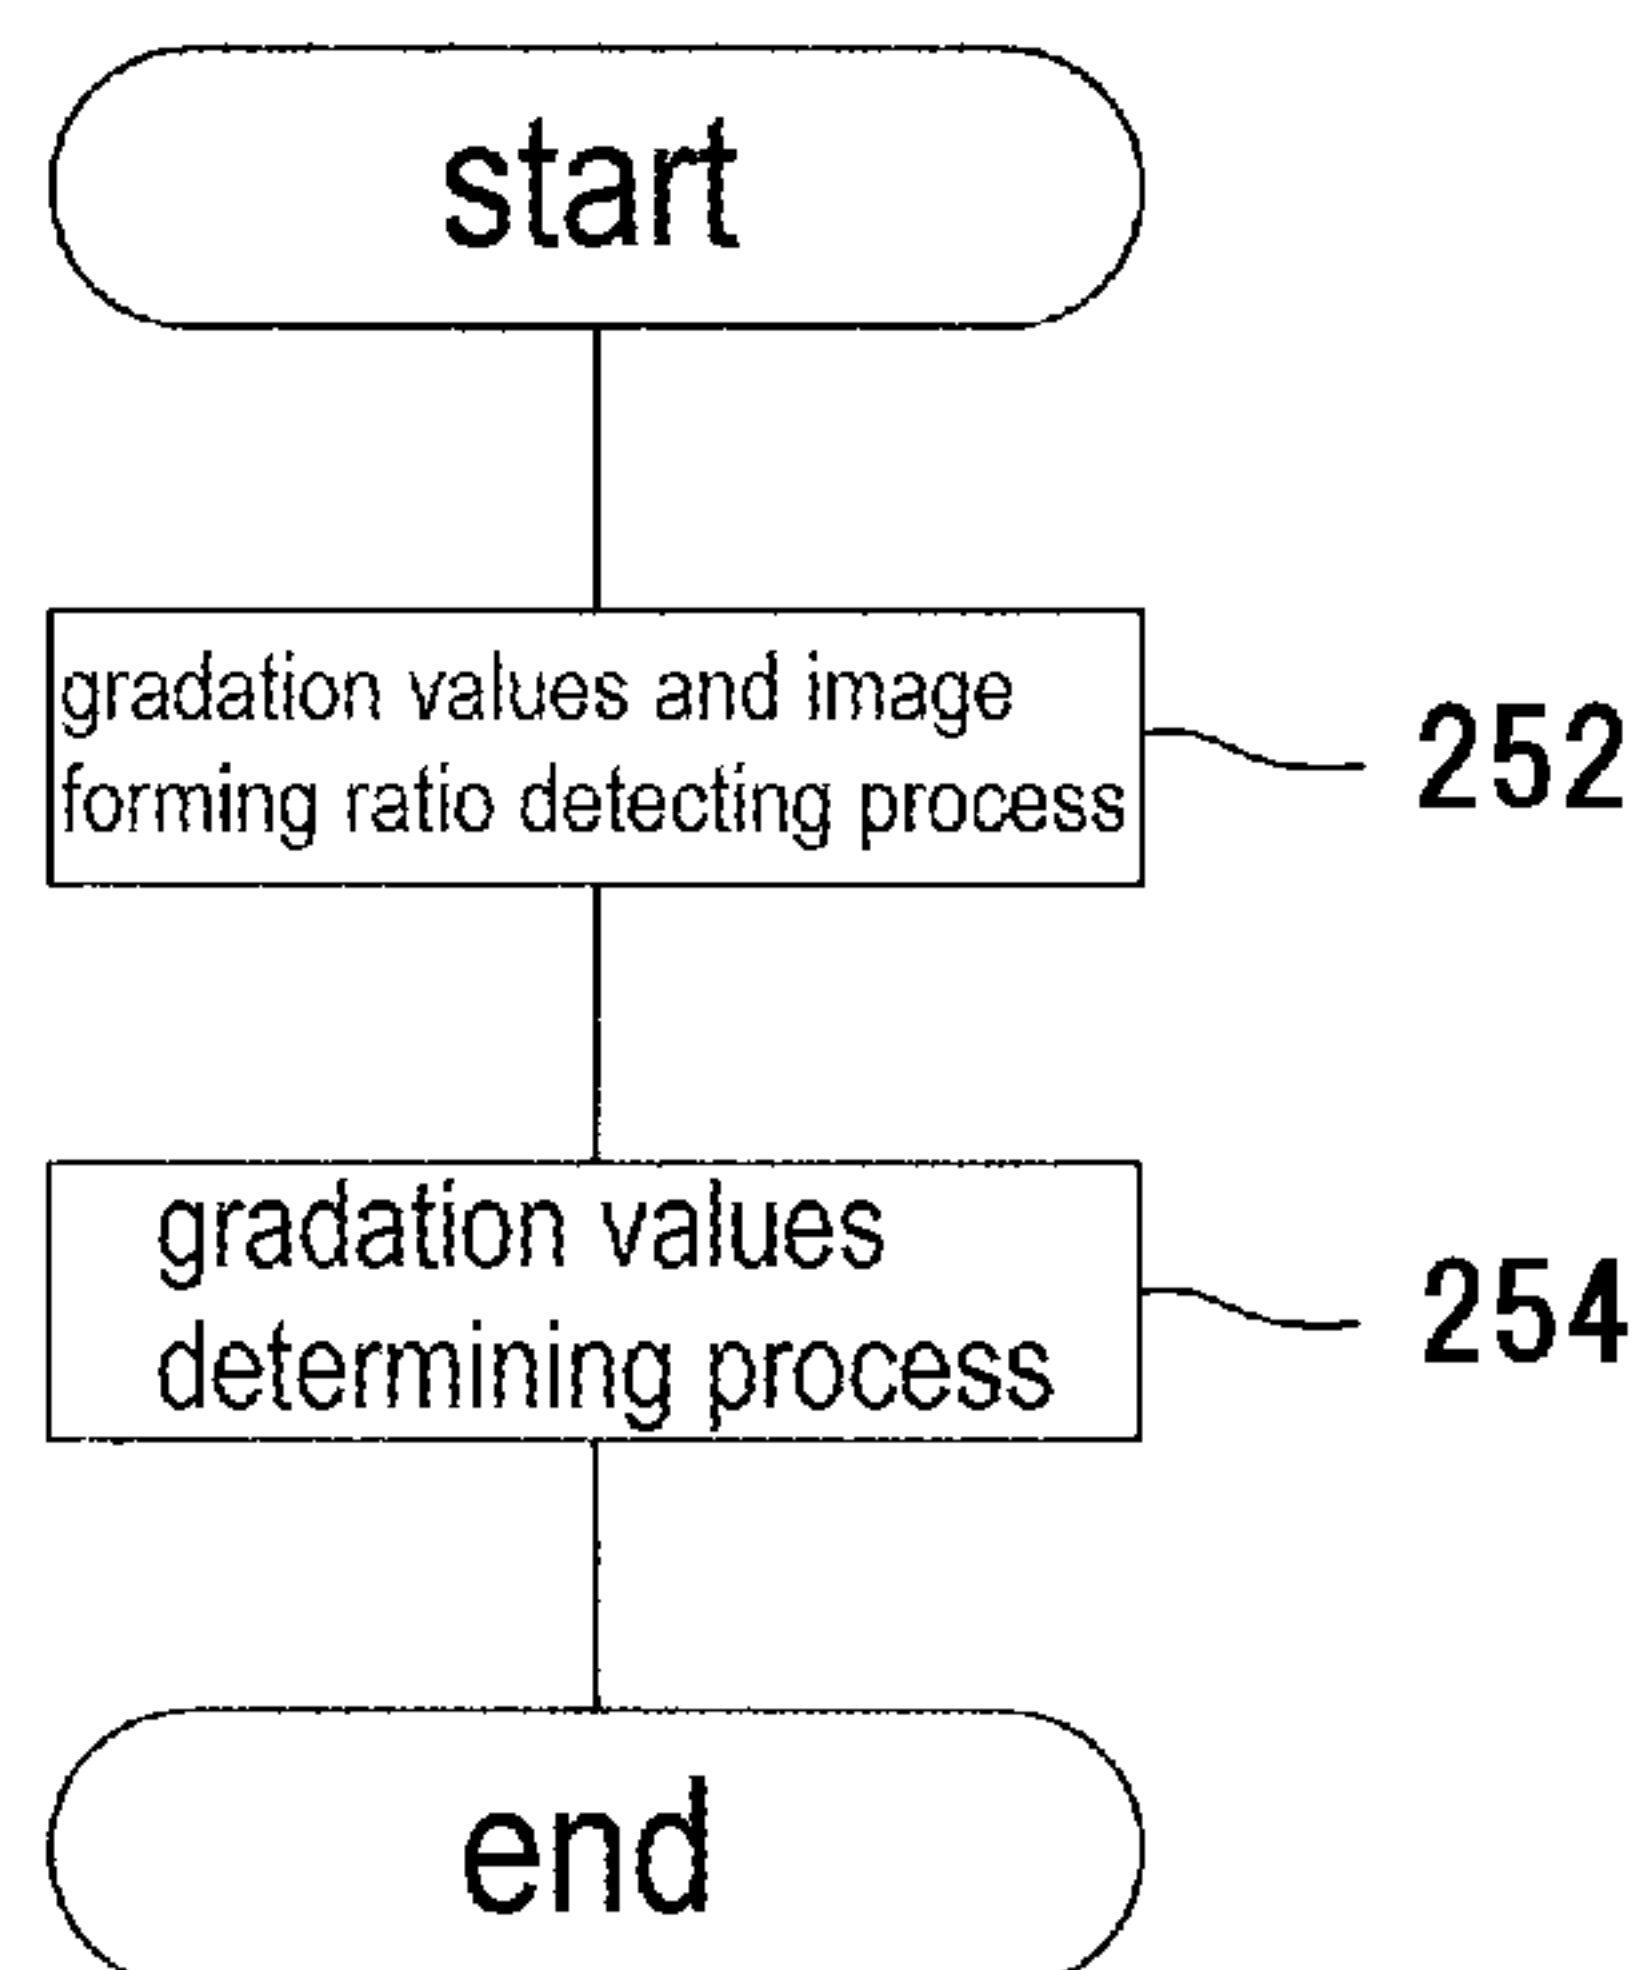 start
gradation values and image
forming ratio detecting process
252
gradation values
determining process
254
end